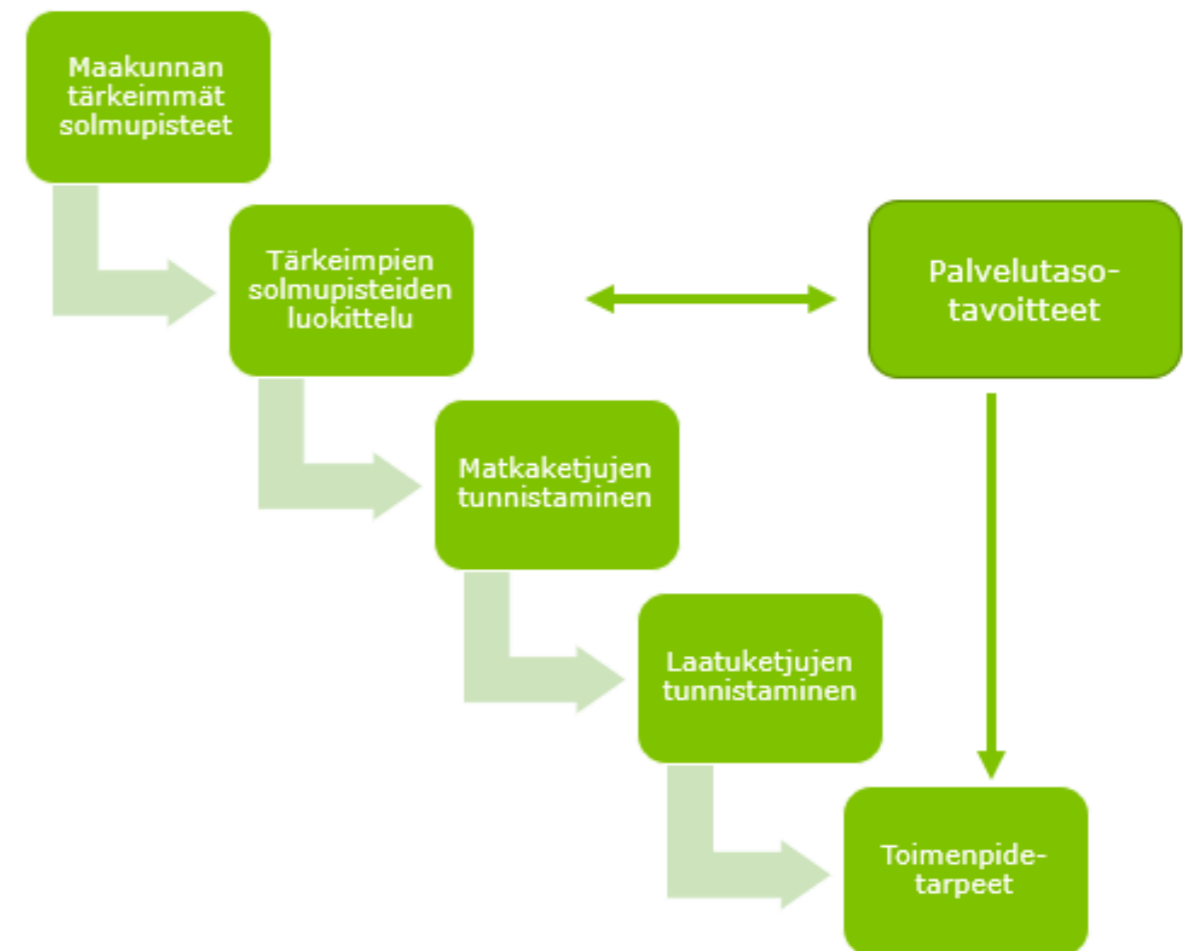 Maakunnan
tärkeimmät
solmupisteet
Tärkeimpien
solmupisteiden
luokittelu
Palvelutaso-
tavoitteet
Matkaketjujen
tunnistaminen
Laatuketjujen
tunnistaminen
Toimenpide-
tarpeet